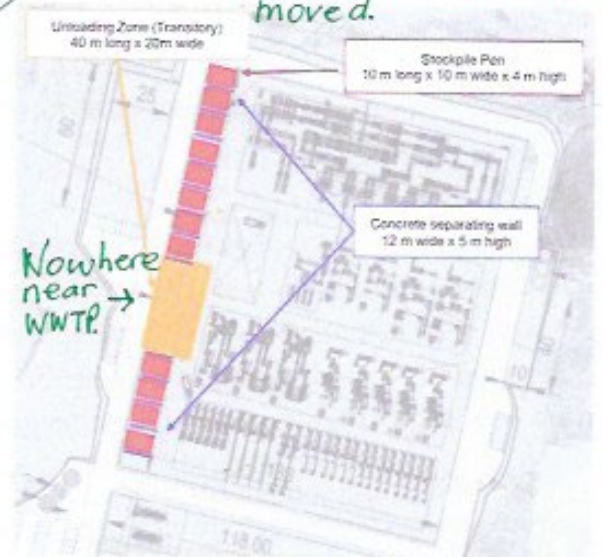 moved.
Unloading Zone (Transitory)
40 m long x 20m wide
Stockpile Pen
10 m long x 10 m wide x 4 m high
25
Concrete separating wall
12 m wide x 5 m high
Nowhere
near →
WWTP.
10
118.00